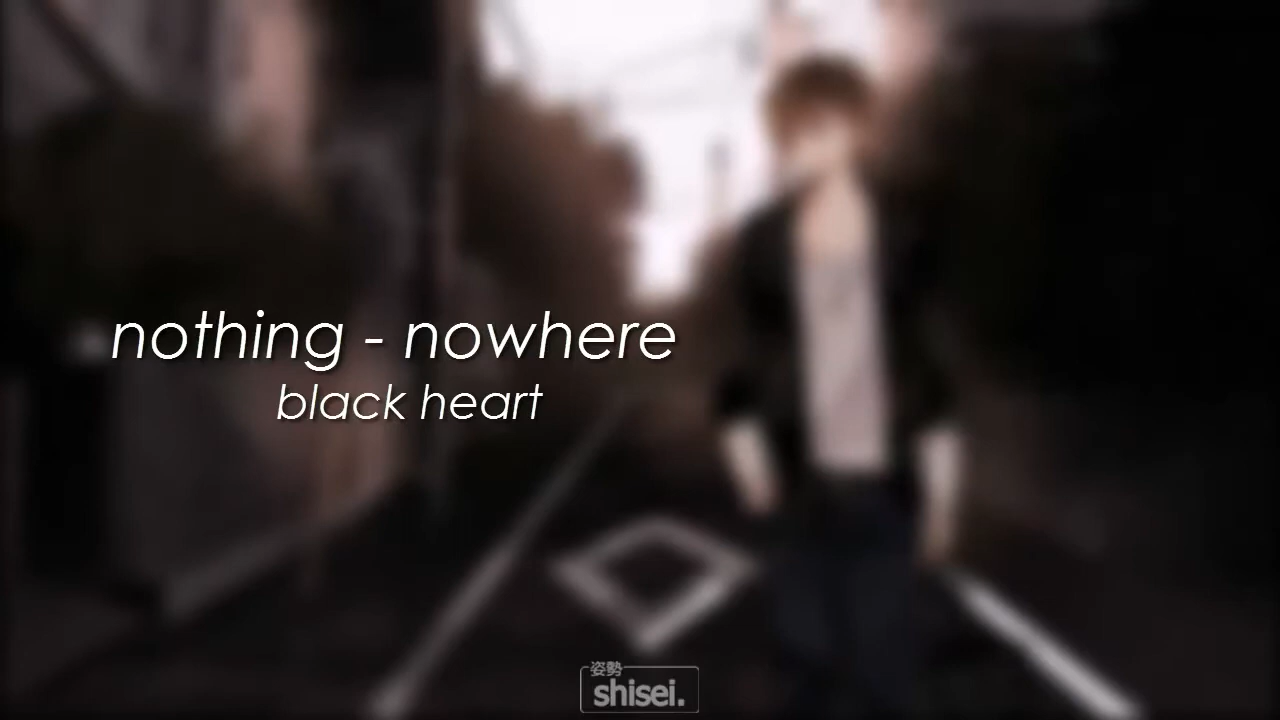 nothing - nowhere
black heart
姿勢
shisei.